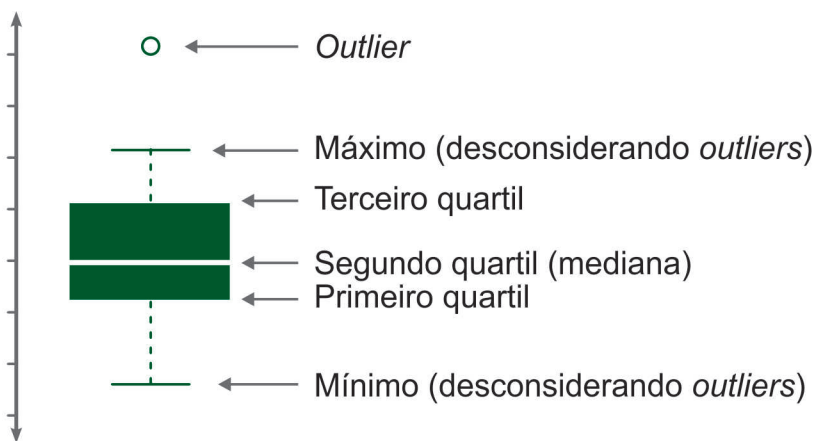 Outlier
Máximo (desconsiderando outliers)
Terceiro quartil
Segundo quartil (mediana)
Primeiro quartil
Mínimo (desconsiderando outliers)